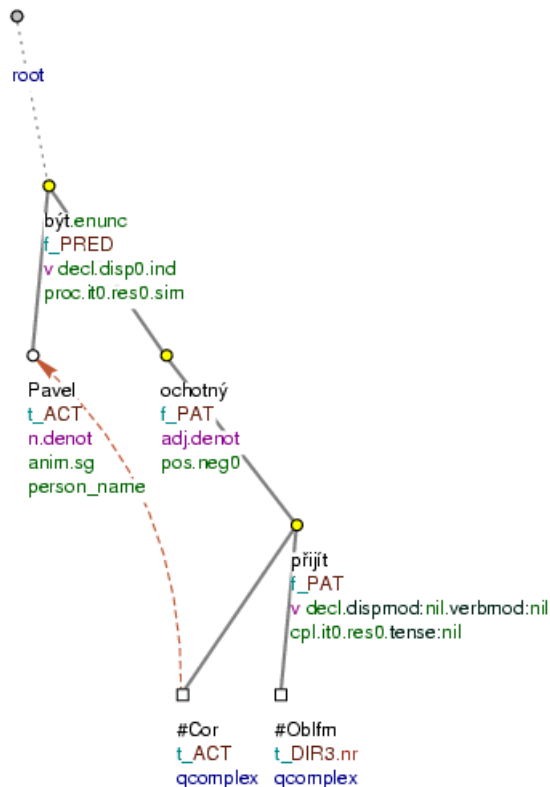 root
být.enunc
f_PRED
v decl.disp0.ind
proc.it0.res0.sim
Pavel
t_ACT
n.denot
anim.sg
person_name
ochotný
f_PAT
adj.denot
pos.neg0
přijít
f_PAT
v decl.dispmod:nil.verbmod:nil
cpl.it0.res0.tense:nil
#Cor
t_ACT
qcomplex
#Oblfm
t_DIR3.nr
qcomplex